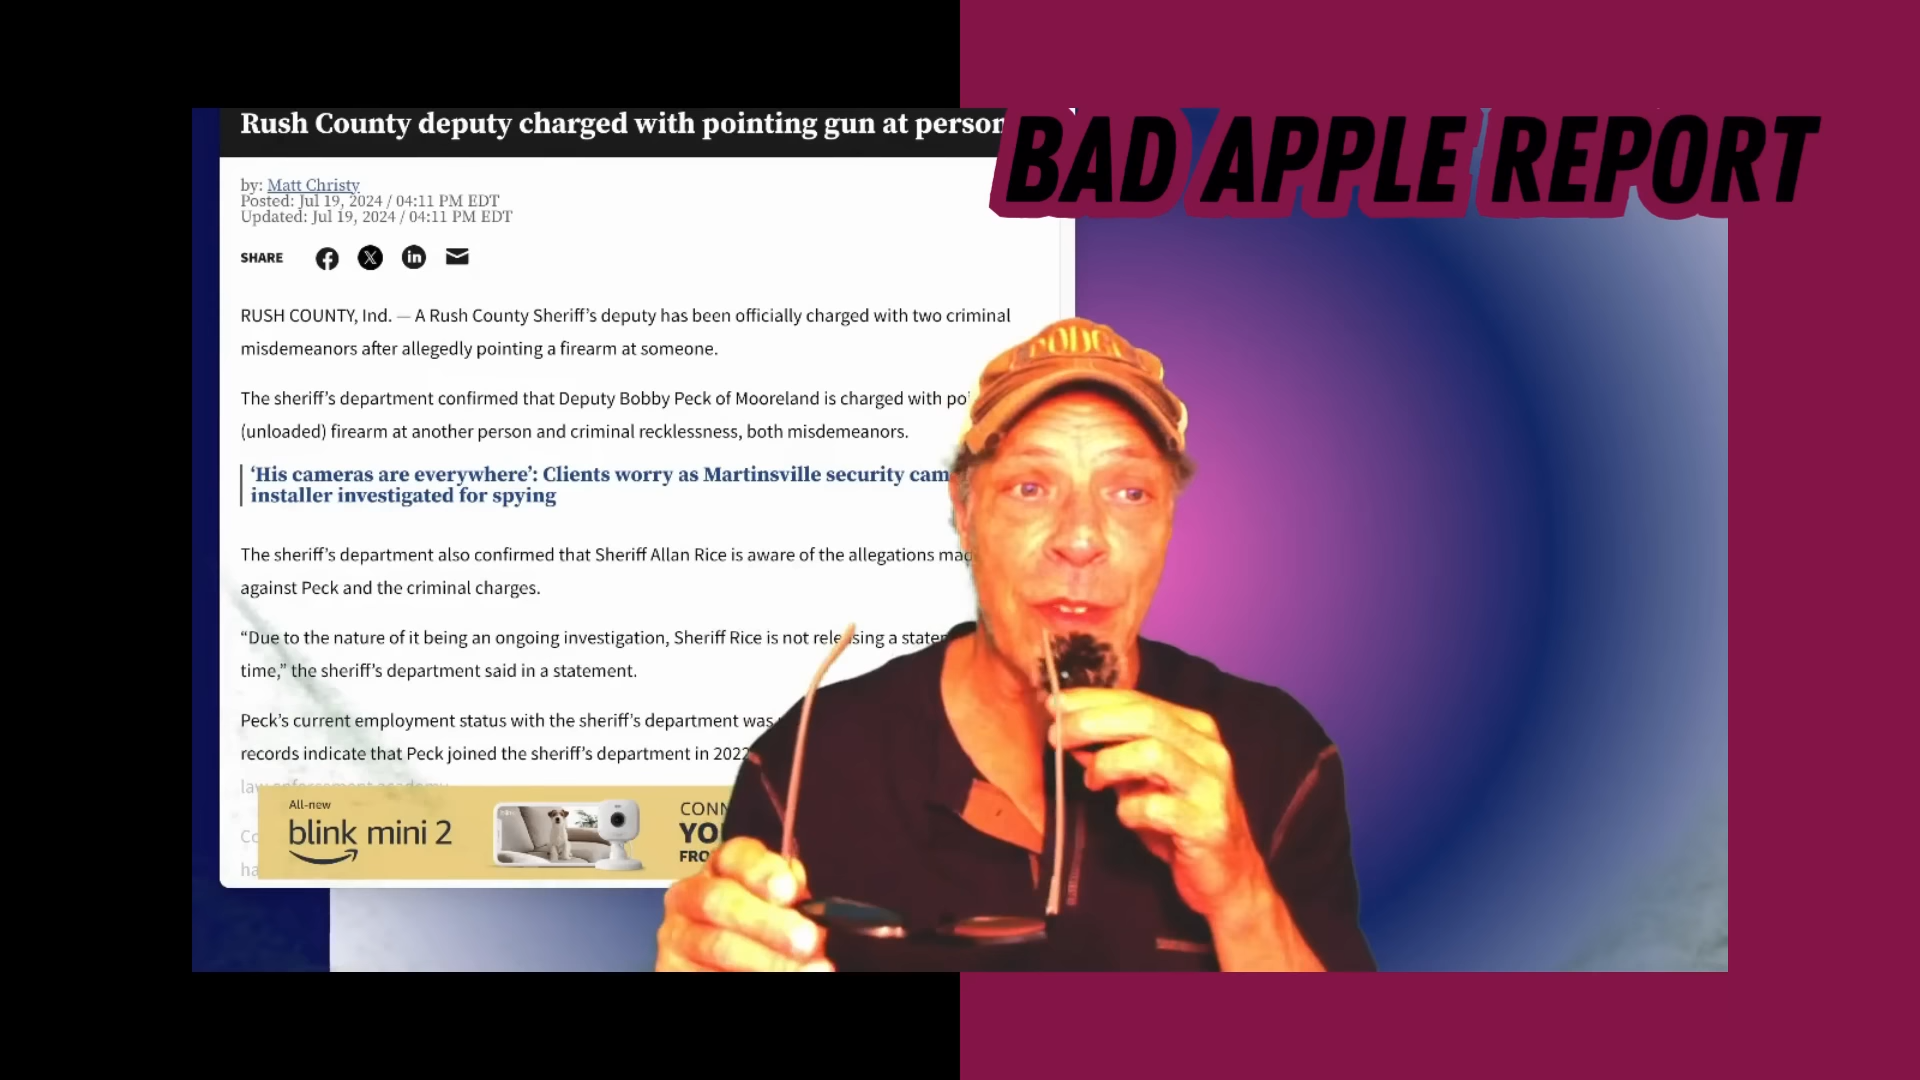 Rush County deputy charged with pointing gun at person
BAD APPLE REPORT
by: Matt Christy
Posted: Jul 19, 2024 / 04:11 PM EDT
Updated: Jul 19, 2024 / 04:11 PM EDT
SHARE
RUSH COUNTY, Ind. — A Rush County Sheriff’s deputy has been officially charged with two criminal
misdemeanors after allegedly pointing a firearm at someone.
The sheriff’s department confirmed that Deputy Bobby Peck of Mooreland is charged with
(unloaded) firearm at another person and criminal recklessness, both misdemeanors.
‘His cameras are everywhere’: Clients worry as Martinsville security
installer investigated for spying
The sheriff’s department also confirmed that Sheriff Allan Rice is aware of the allegations
against Peck and the criminal charges.
“Due to the nature of it being an ongoing investigation, Sheriff Rice is not releasing a
time,” the sheriff’s department said in a statement.
Peck’s current employment status with the sheriff’s department was
records indicate that Peck joined the sheriff’s department in 2022
law enforcement academy
All-new
blink mini 2
DODGE